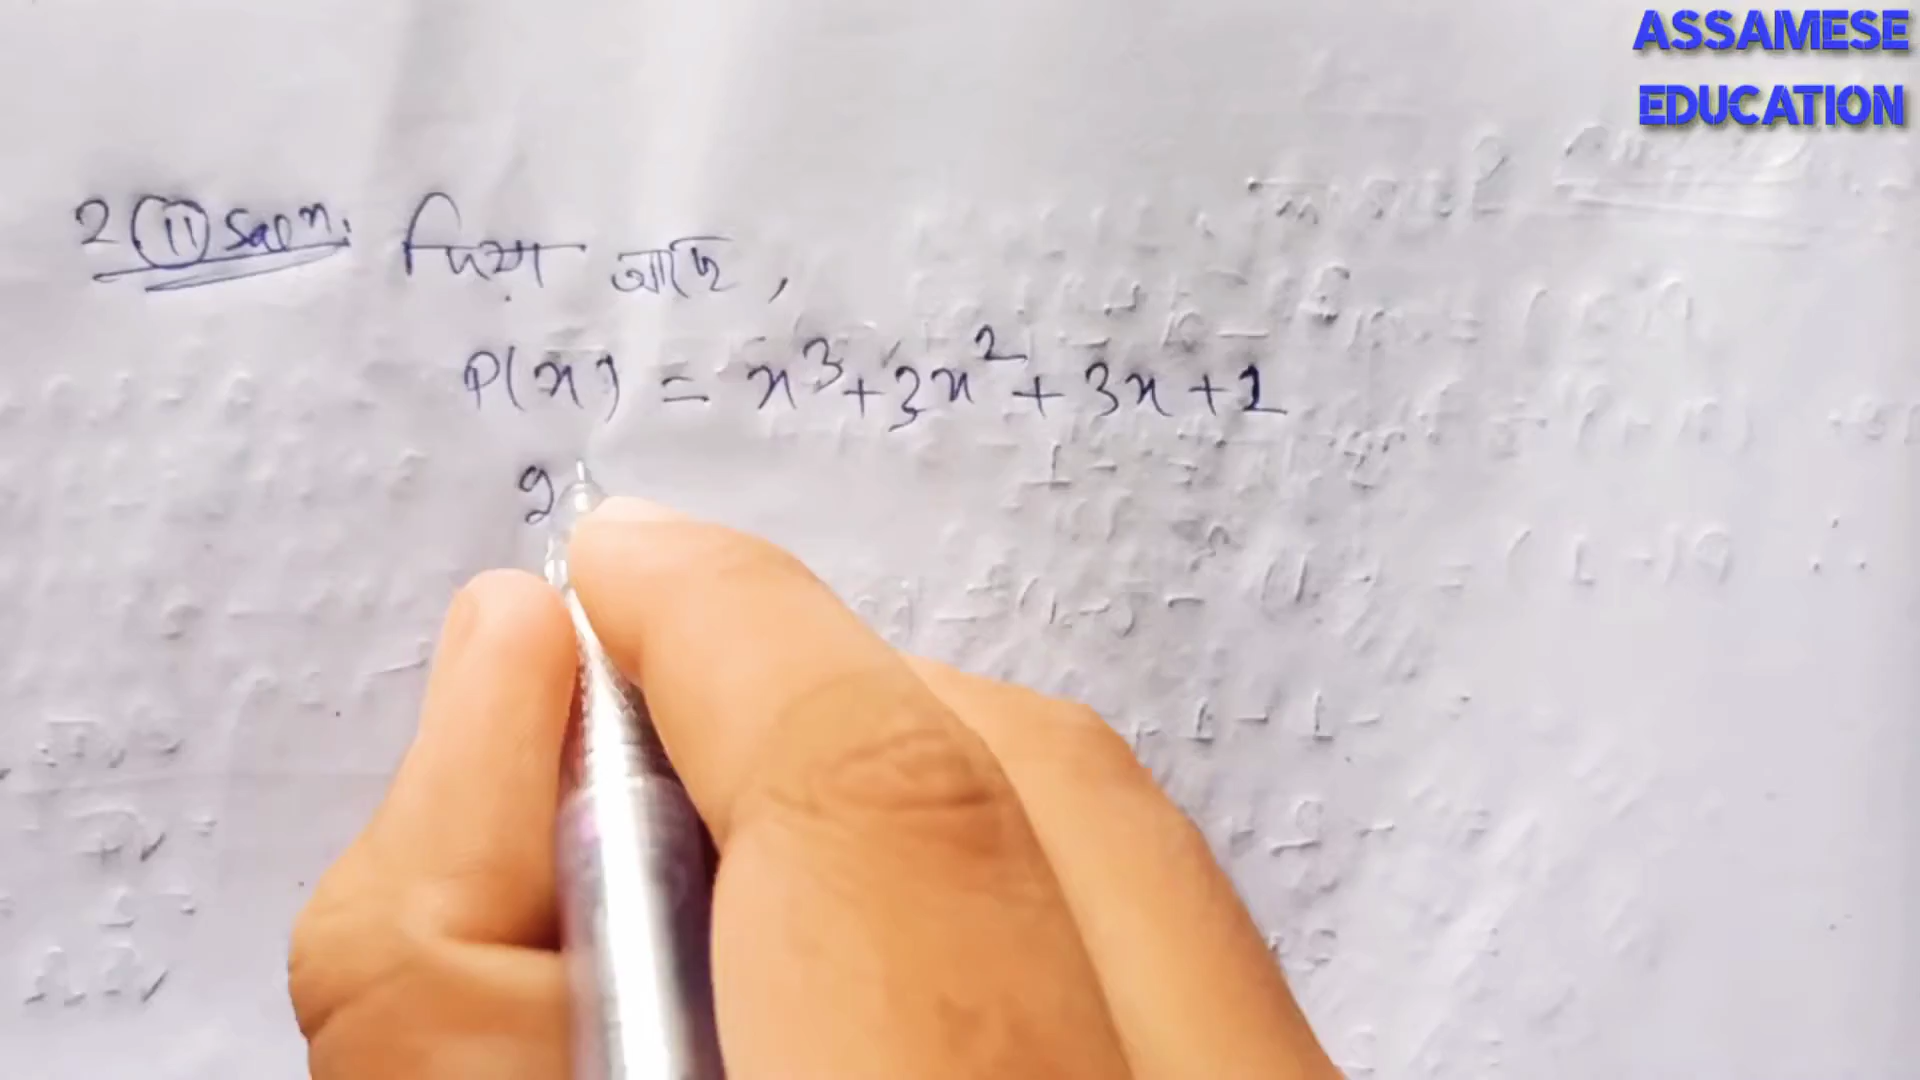 ASSAMESE
EDUCATION
2 (ii) Soln. দিয়া আছে,
P(x) = x³ + 3x² + 3x + 1
g